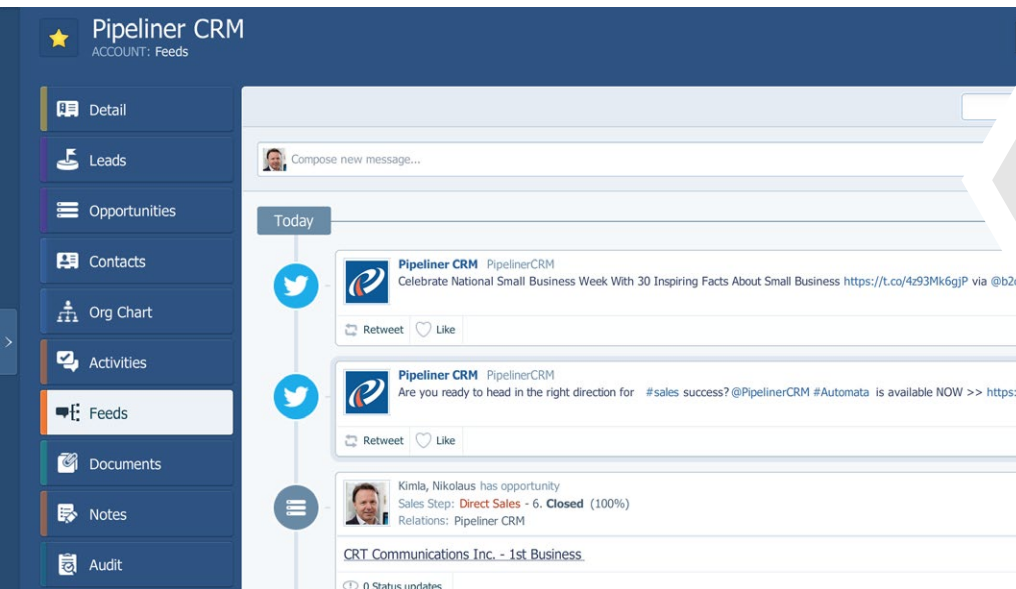 Pipeliner CRM
ACCOUNT: Feeds
Detail
Leads
Opportunities
Contacts
Org Chart
Activities
Feeds
Documents
Notes
Audit
Compose new message...
Today
Pipeliner CRM PipelinerCRM
Celebrate National Small Business Week With 30 Inspiring Facts About Small Business https://t.co/4z93Mk6gjP via
Retweet Like
Pipeliner CRM PipelinerCRM
Are you ready to head in the right direction for #sales success? @PipelinerCRM #Automata is available NOW >> https:
Retweet Like
Kimla, Nikolaus has opportunity
Sales Step: Direct Sales - 6. Closed (100%)
Relations: Pipeliner CRM
CRT Communications Inc. - 1st Business
0 Status updates